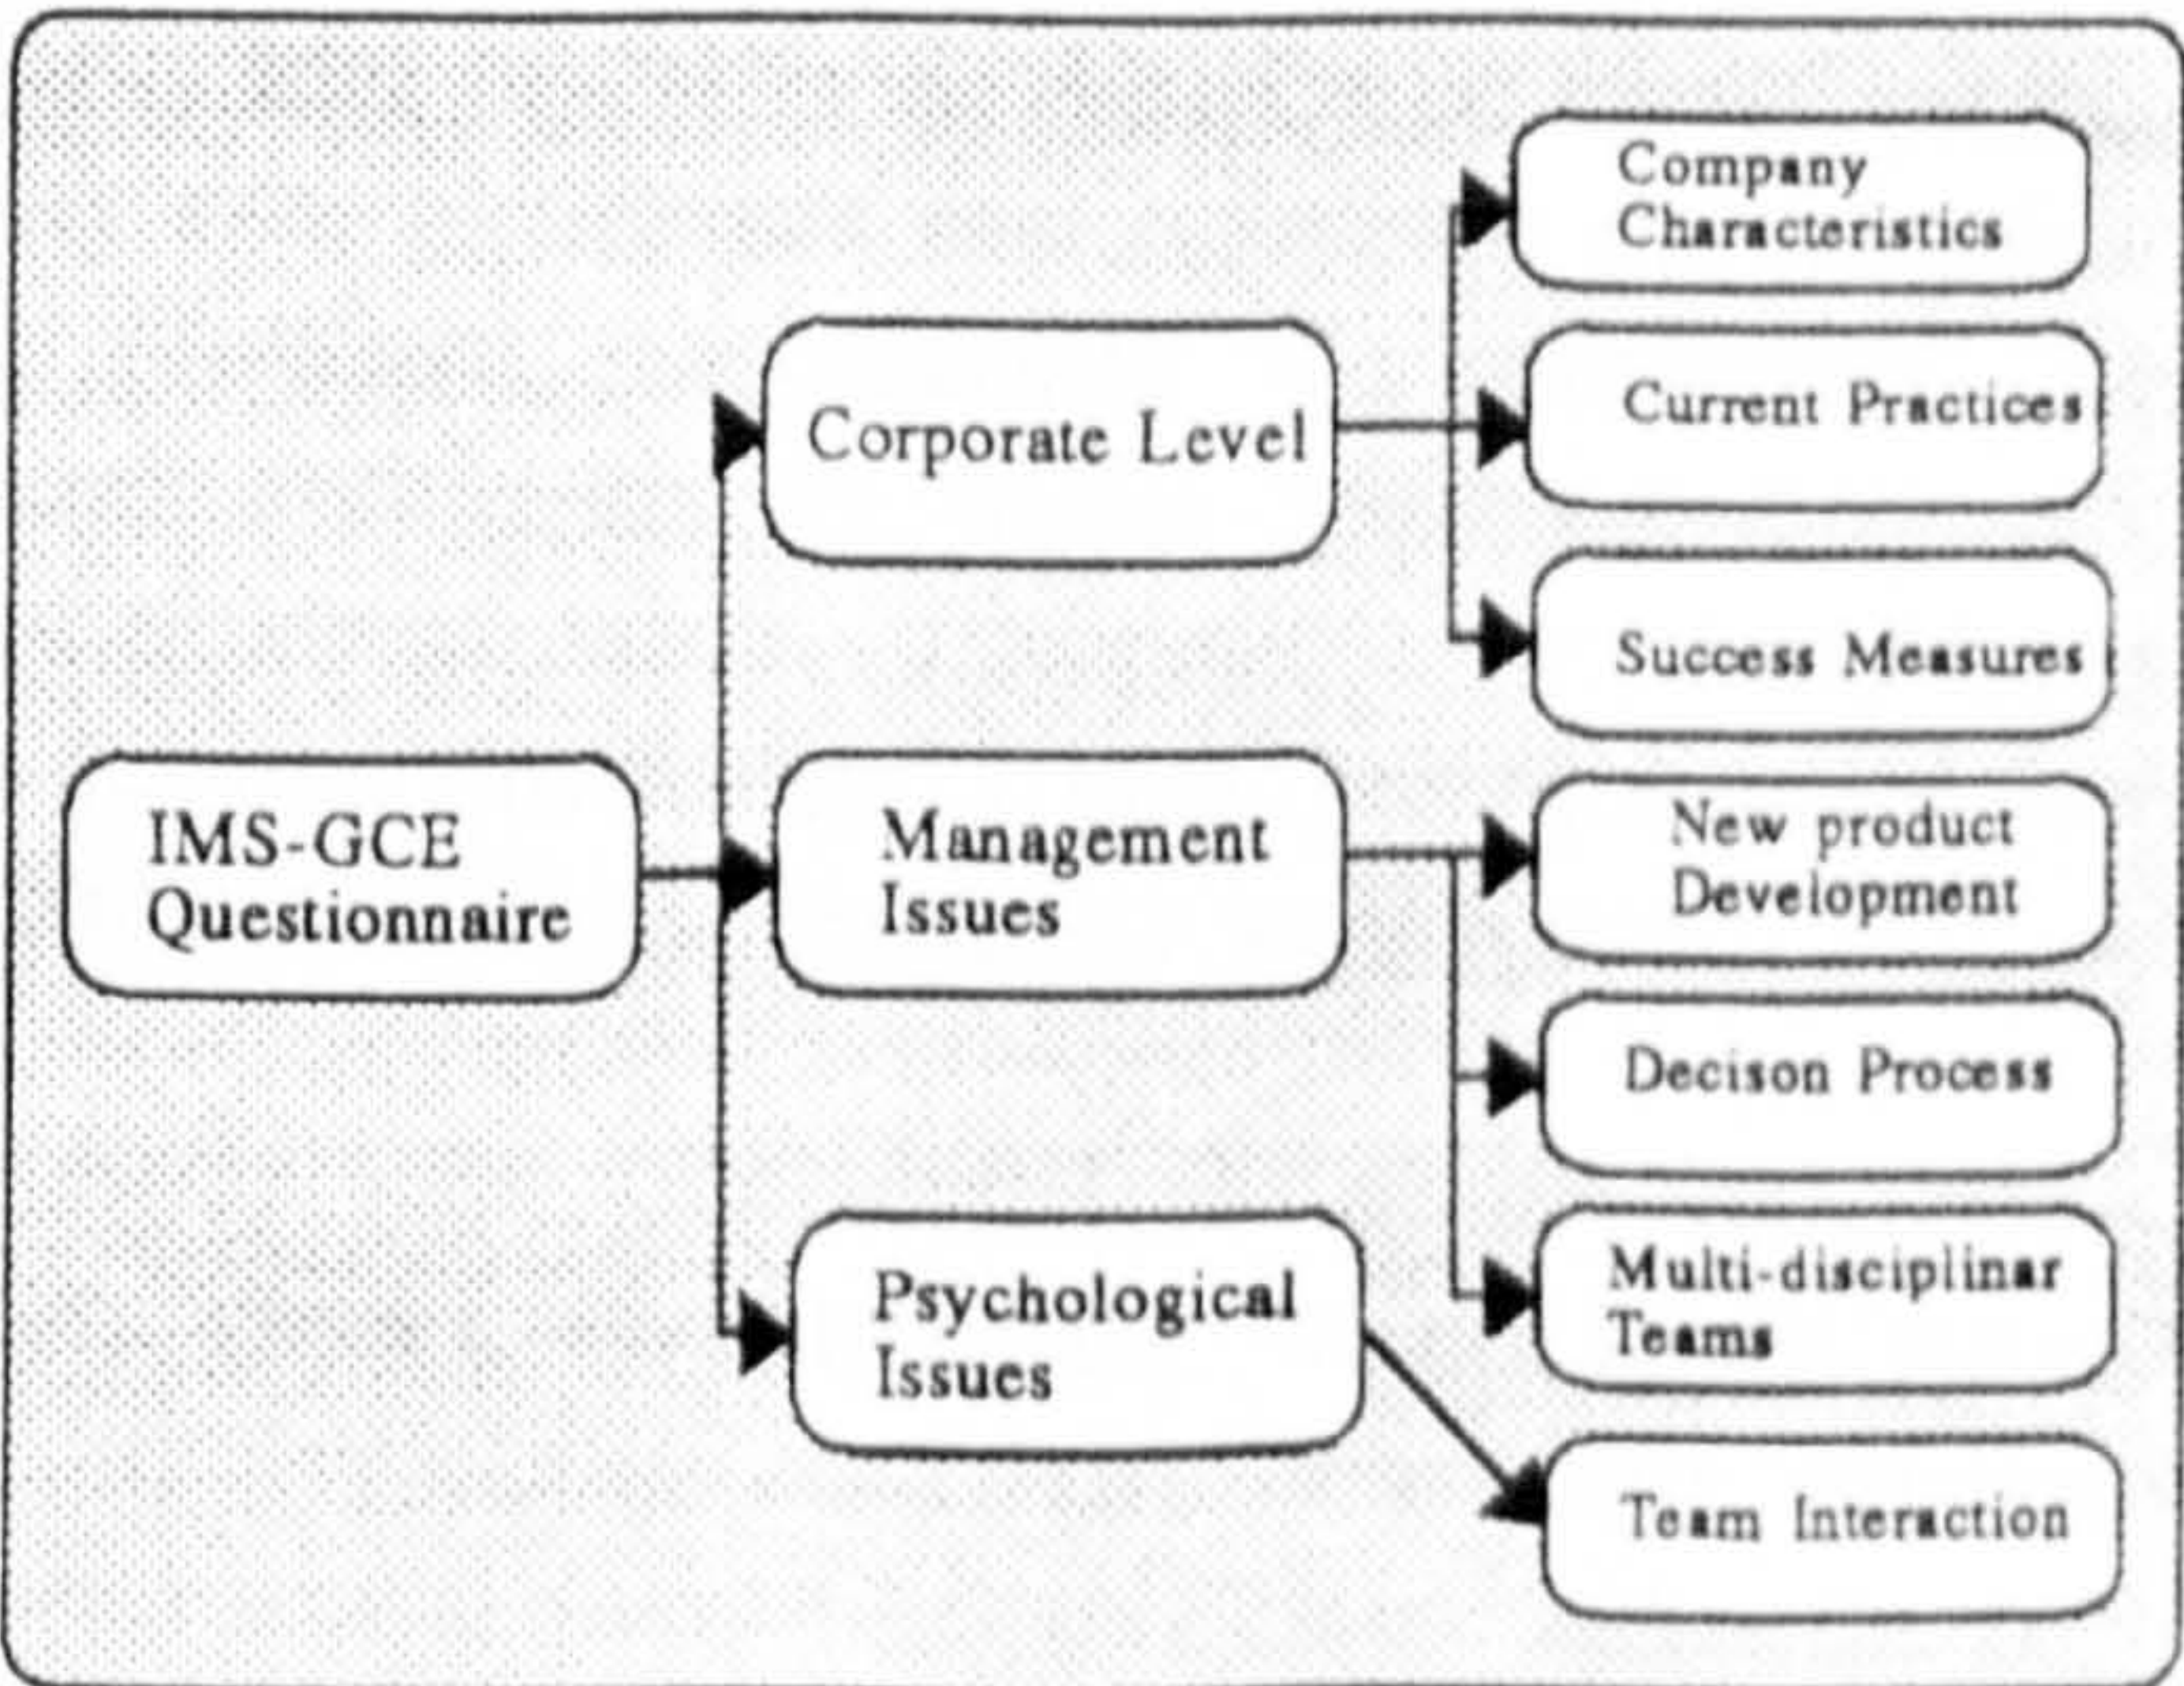 Company
Characteristics
Corporate Level
Current Practices
Success Measures
IMS-GCE
Questionnaire
Management
Issues
New product
Development
Decison Process
Psychological
Issues
Multi-disciplinar
Teams
Team Interaction